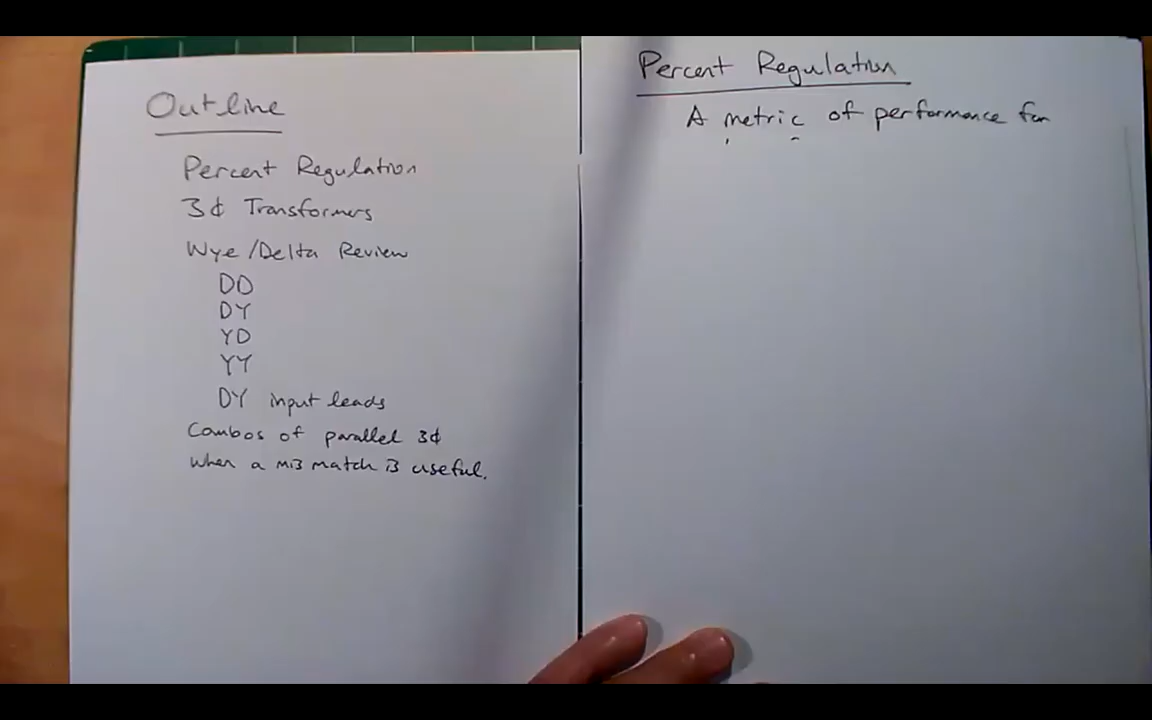 Outline
Percent Regulation
3ϕ Transformers
Wye/Delta Review
DD
DY
YD
YY
DY input leads
Combos of parallel 3ϕ
when a mismatch is useful.
Percent Regulation
A metric of performance for